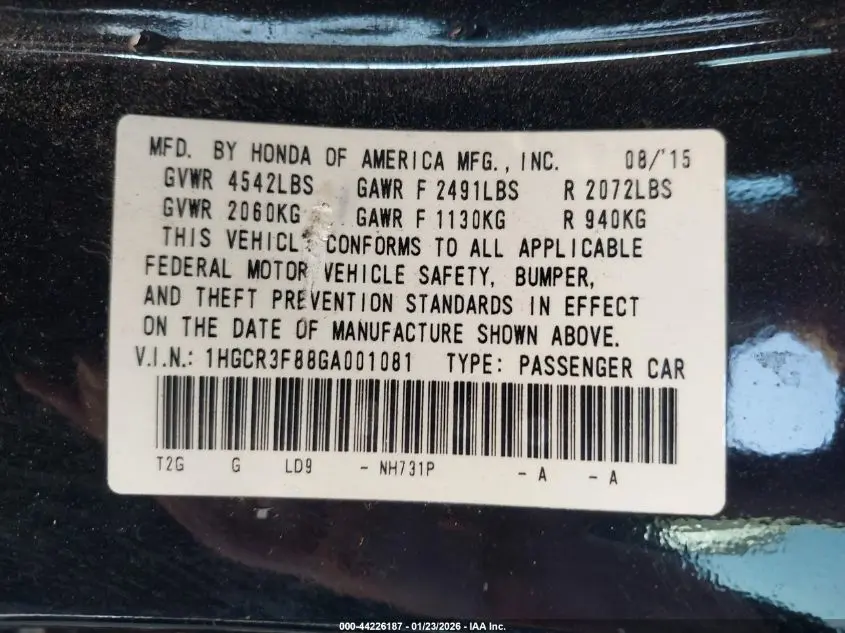 MFD. BY HONDA OF AMERICA MFG., INC. 08/'15
GVWR 4542LBS GAWR F 2491LBS R 2072LBS
GVWR 2060KG GAWR F 1130KG R 940KG
THIS VEHICLE CONFORMS TO ALL APPLICABLE
FEDERAL MOTOR VEHICLE SAFETY, BUMPER,
AND THEFT PREVENTION STANDARDS IN EFFECT
ON THE DATE OF MANUFACTURE SHOWN ABOVE.
V.I.N.: 1HGCR3F88GA001081 TYPE: PASSENGER CAR
T2G G LD9 - NH731P - A - A
000-44226187 - 01/23/2026 - IAA Inc.